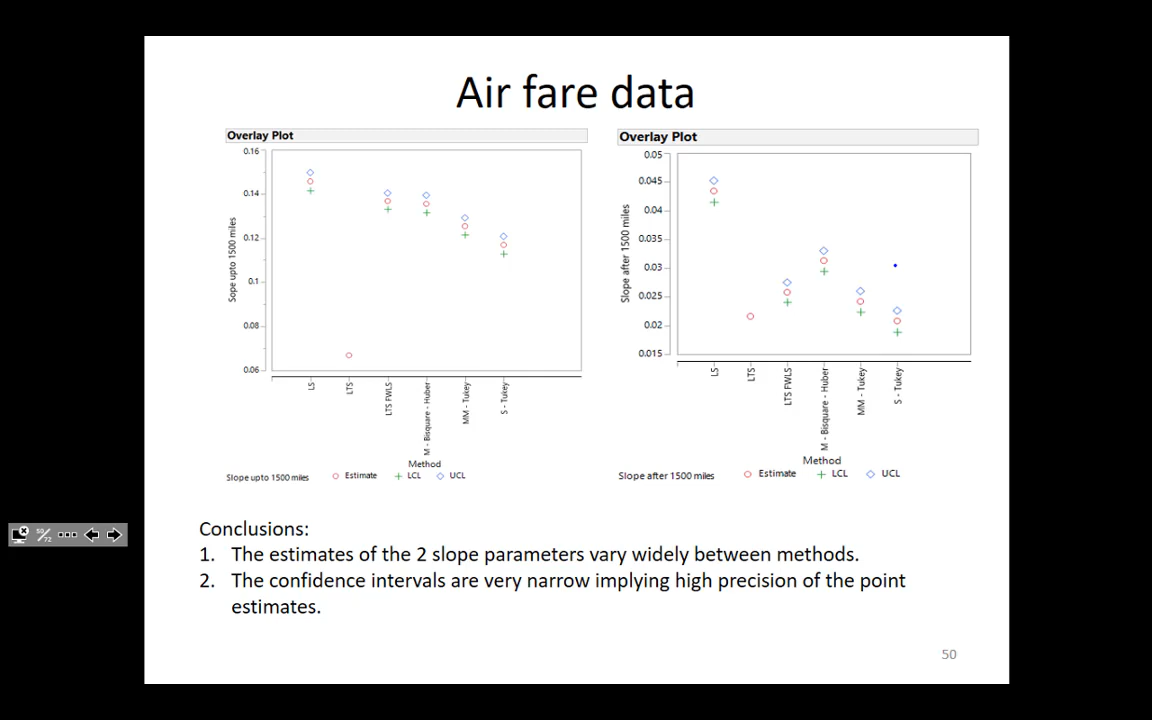 Air fare data
Overlay Plot
0.16
0.14
0.12
0.1
0.08
0.06
Sope upto 1500 miles
LS
LTS
LTS FWLS
M - Bisquare - Huber
MM - Tukey
S - Tukey
Method
Slope upto 1500 miles
Estimate
LCL
UCL
Overlay Plot
0.05
0.045
0.04
0.035
0.03
0.025
0.02
0.015
Slope after 1500 miles
LS
LTS
LTS FWLS
M - Bisquare - Huber
MM - Tukey
S - Tukey
Method
Slope after 1500 miles
Estimate
LCL
UCL
50/72
Conclusions:
1. The estimates of the 2 slope parameters vary widely between methods.
2. The confidence intervals are very narrow implying high precision of the point
estimates.
50